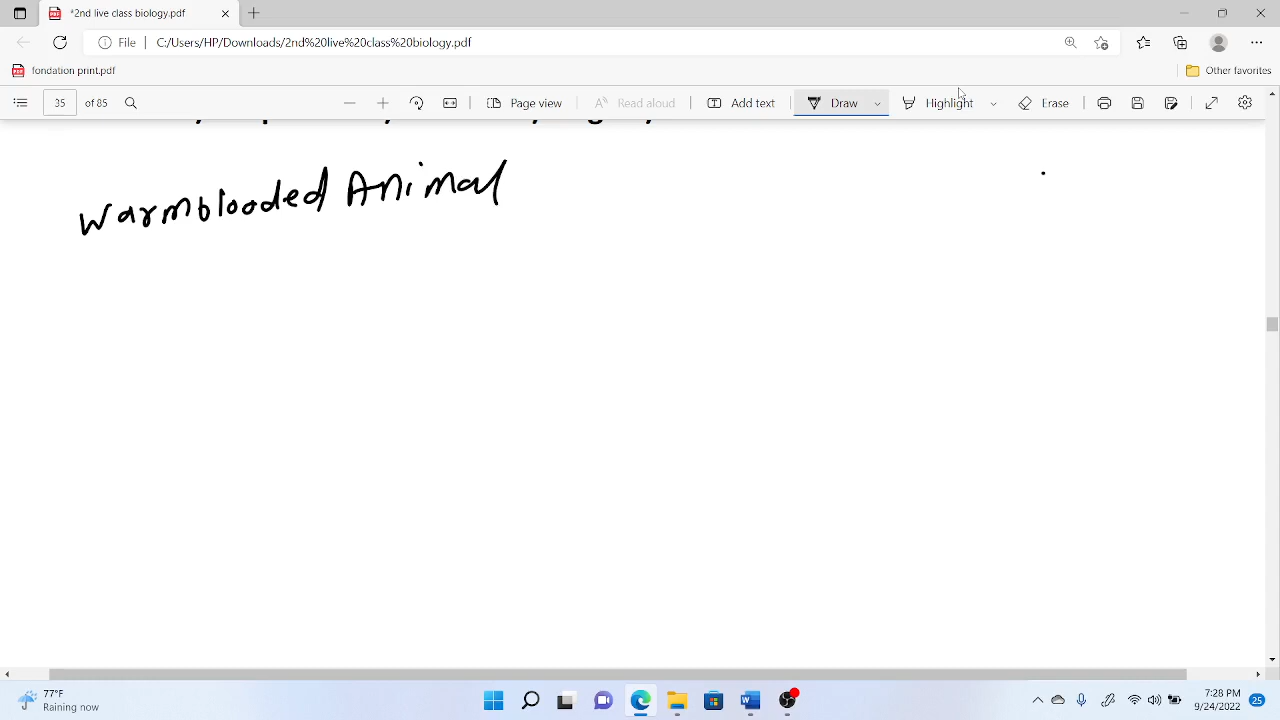 *2nd live class biology.pdf
File C:/Users/HP/Downloads/2nd%20live%20class%20biology.pdf
fondation print.pdf Other favorites
35 of 85 Page view Read aloud Add text Draw Highlight Erase
Warmblooded Animal
77°F
Raining now
7:28 PM
9/24/2022
25